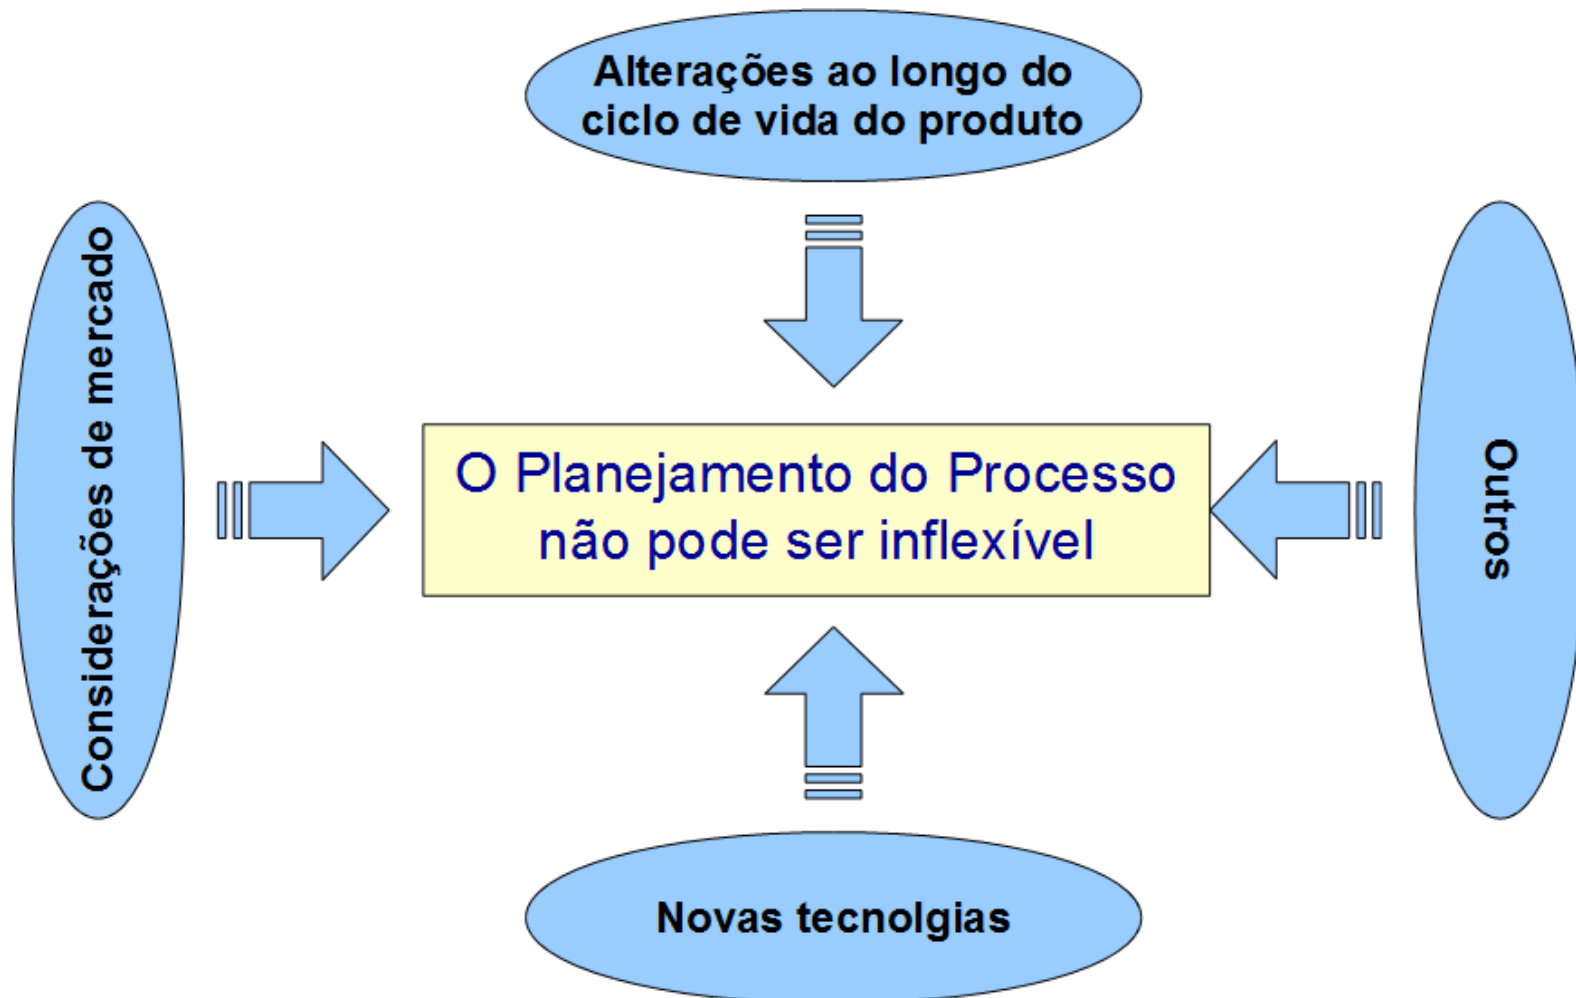 Alterações ao longo do
ciclo de vida do produto
Considerações de mercado
O Planejamento do Processo
não pode ser inflexível
Outros
Novas tecnolgias